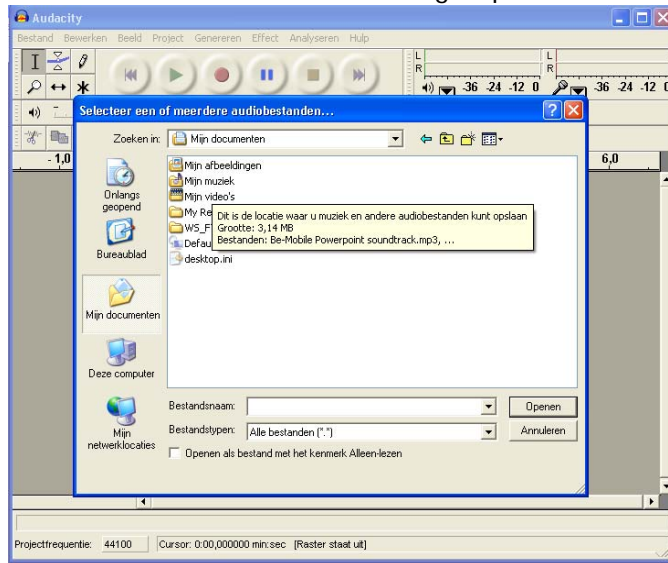 Audacity
Bestand Bewerken Beeld Project Genereren Effect Analyseren Hulp
L
R
-36 -24 -12 0
L
R
-36 -24 -12 0
Selecteer een of meerdere audiobestanden...
Zoeken in: Mijn documenten
- 1,0
6,0
Onlangs geopend
Bureaublad
Mijn documenten
Deze computer
Mijn netwerklocaties
Mijn afbeeldingen
Mijn muziek
Mijn video's
My Re
WS_F
Defau
desktop.ini
Dit is de locatie waar u muziek en andere audiobestanden kunt opslaan
Grootte: 3,14 MB
Bestanden: Be-Mobile Powerpoint soundtrack.mp3, ...
Bestandsnaam:
Openen
Bestandstypen: Alle bestanden (*.*)
Annuleren
Openen als bestand met het kenmerk Alleen-lezen
Projectfrequentie: 44100
Cursor: 0:00,000000 min:sec [Raster staat uit]